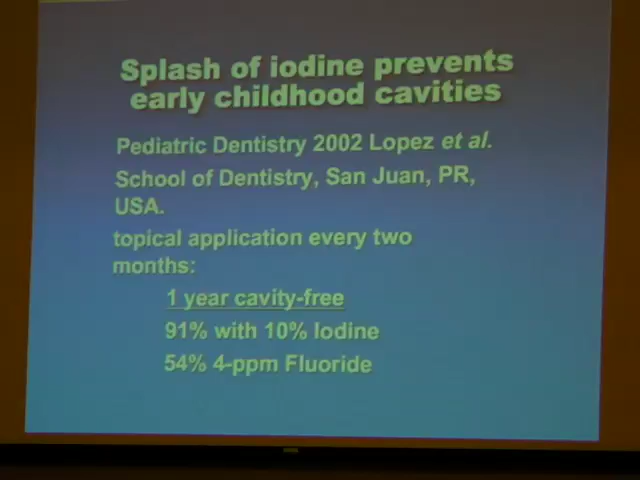 Splash of iodine prevents
early childhood cavities
Pediatric Dentistry 2002 Lopez et al.
School of Dentistry, San Juan, PR,
USA.
topical application every two
months:
1 year cavity-free
91% with 10% Iodine
54% 4-ppm Fluoride